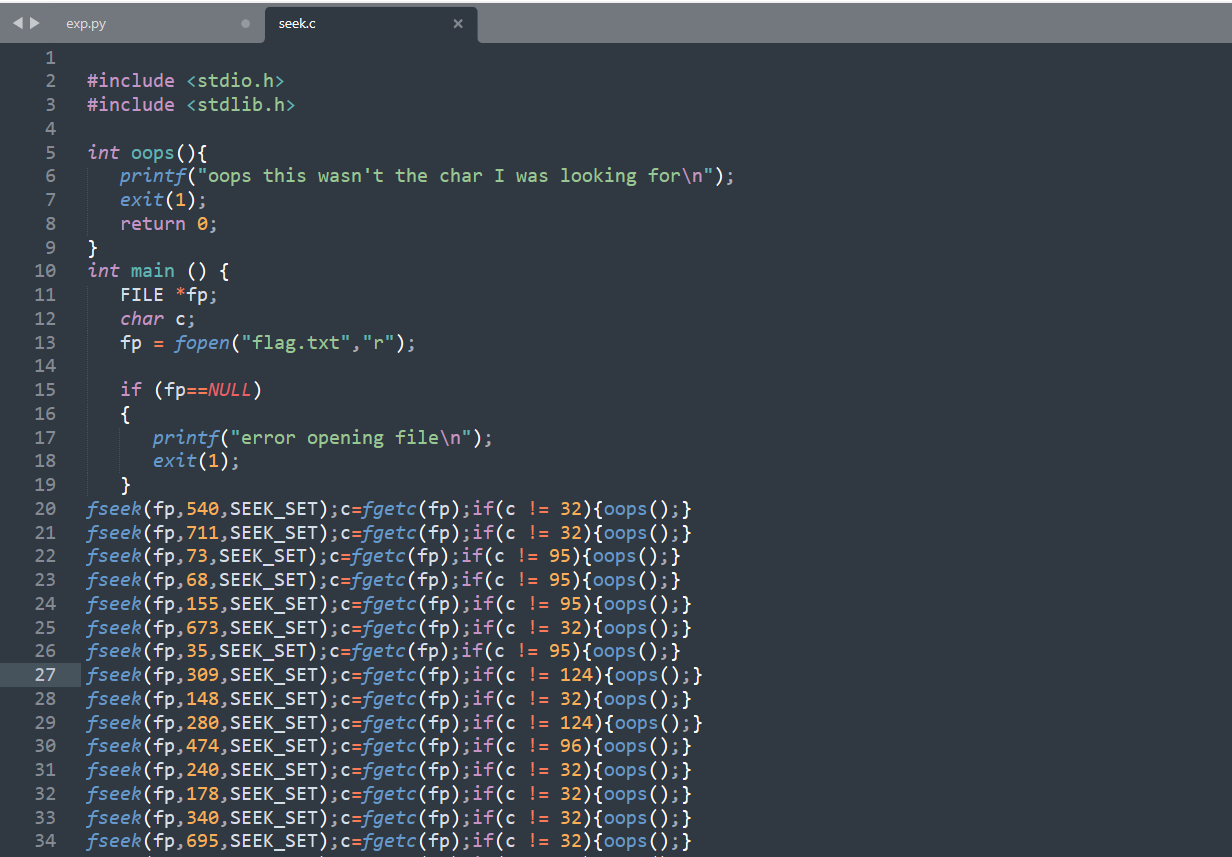 exp.py seek.c
1
2 #include <stdio.h>
3 #include <stdlib.h>
4
5 int oops(){
6 printf("oops this wasn't the char I was looking for\n");
7 exit(1);
8 return 0;
9 }
10 int main () {
11 FILE *fp;
12 char c;
13 fp = fopen("flag.txt","r");
14
15 if (fp==NULL)
16 {
17 printf("error opening file\n");
18 exit(1);
19 }
20 fseek(fp,540,SEEK_SET);c=fgetc(fp);if(c != 32){oops();}
21 fseek(fp,711,SEEK_SET);c=fgetc(fp);if(c != 32){oops();}
22 fseek(fp,73,SEEK_SET);c=fgetc(fp);if(c != 95){oops();}
23 fseek(fp,68,SEEK_SET);c=fgetc(fp);if(c != 95){oops();}
24 fseek(fp,155,SEEK_SET);c=fgetc(fp);if(c != 95){oops();}
25 fseek(fp,673,SEEK_SET);c=fgetc(fp);if(c != 32){oops();}
26 fseek(fp,35,SEEK_SET);c=fgetc(fp);if(c != 95){oops();}
27 fseek(fp,309,SEEK_SET);c=fgetc(fp);if(c != 124){oops();}
28 fseek(fp,148,SEEK_SET);c=fgetc(fp);if(c != 32){oops();}
29 fseek(fp,280,SEEK_SET);c=fgetc(fp);if(c != 124){oops();}
30 fseek(fp,474,SEEK_SET);c=fgetc(fp);if(c != 96){oops();}
31 fseek(fp,240,SEEK_SET);c=fgetc(fp);if(c != 32){oops();}
32 fseek(fp,178,SEEK_SET);c=fgetc(fp);if(c != 32){oops();}
33 fseek(fp,340,SEEK_SET);c=fgetc(fp);if(c != 32){oops();}
34 fseek(fp,695,SEEK_SET);c=fgetc(fp);if(c != 32){oops();}